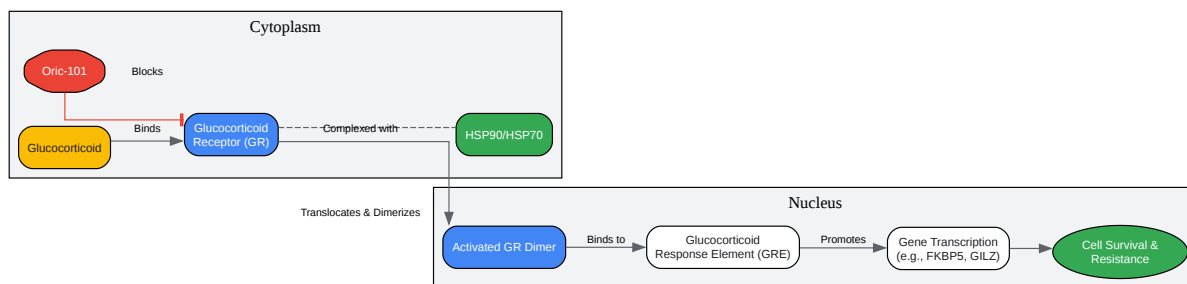 Cytoplasm
Oric-101
Blocks
Glucocorticoid
Binds
Glucocorticoid
Receptor (GR)
Complexed with
HSP90/HSP70
Translocates & Dimerizes
Nucleus
Activated GR Dimer
Binds to
Glucocorticoid
Response Element (GRE)
Promotes
Gene Transcription
(e.g., FKBP5, GILZ)
Cell Survival &
Resistance